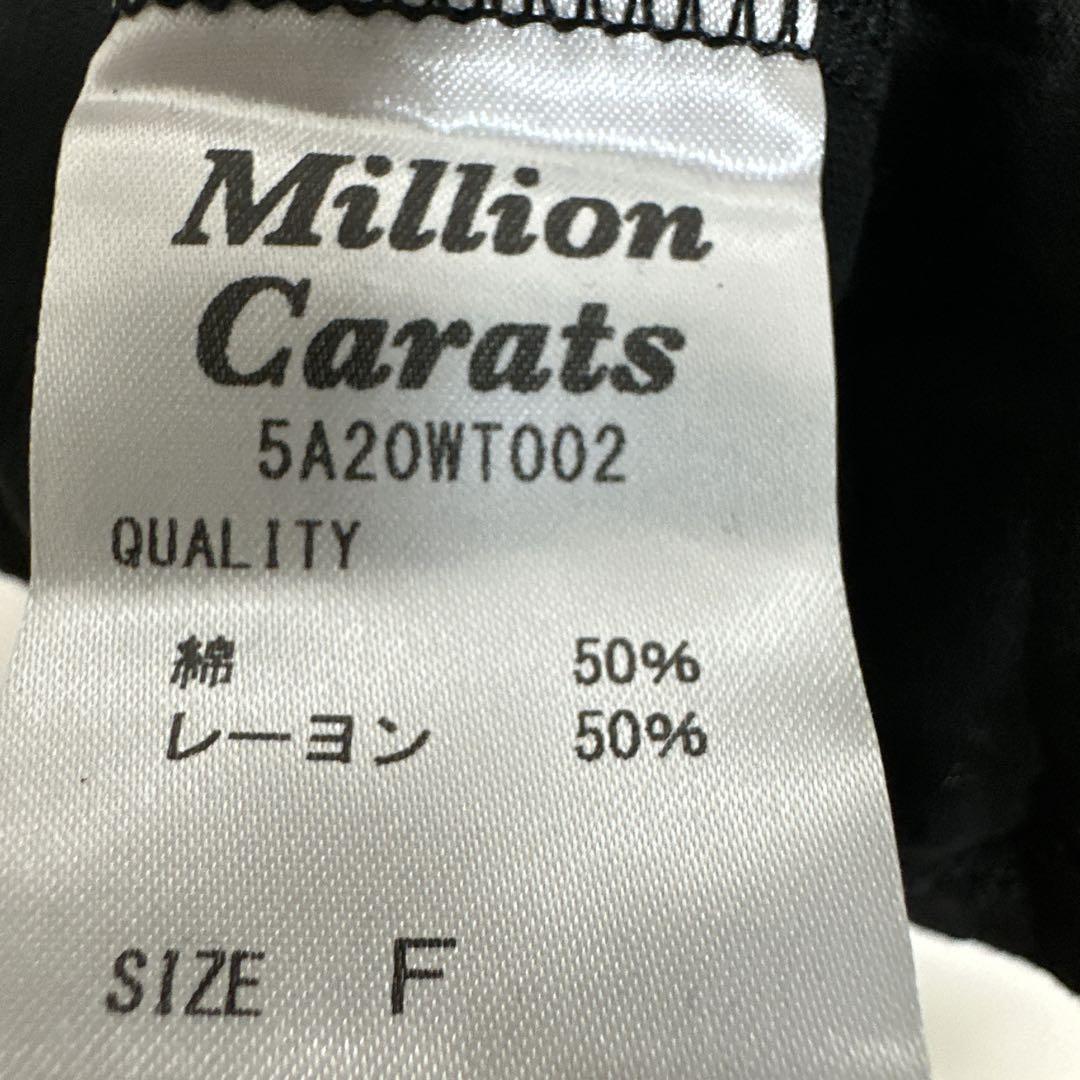 Million
Carats
5A20WT002
QUALITY
綿 50%
レーヨン 50%
SIZE F